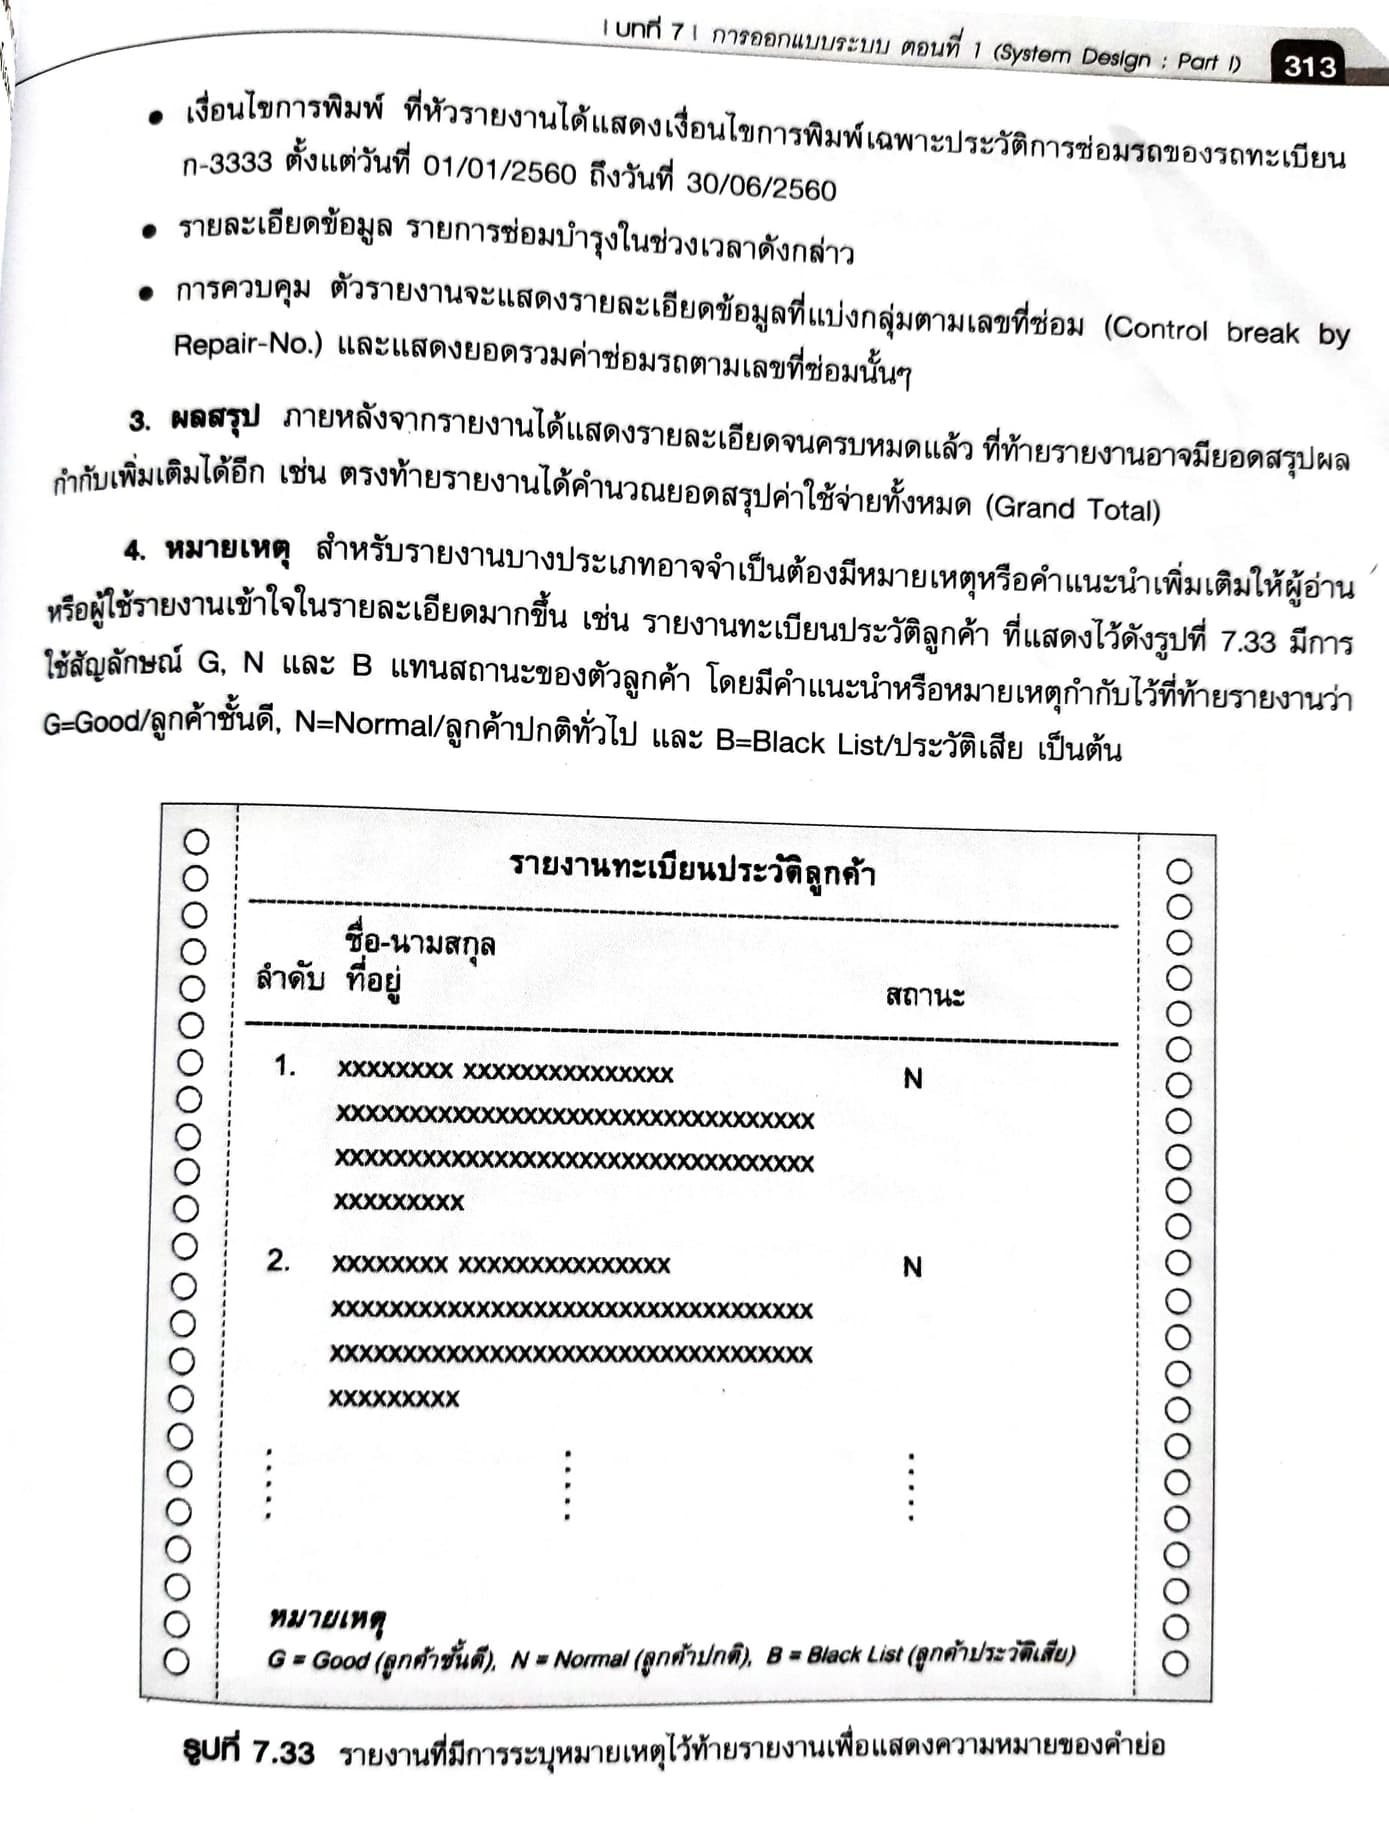 | บทที่ 7 | การออกแบบระบบ ตอนที่ 1 (System Design : Part I) 313
● เงื่อนไขการพิมพ์ ที่หัวรายงานได้แสดงเงื่อนไขการพิมพ์เฉพาะประวัติการซ่อมรถของรถทะเบียน
ก-3333 ตั้งแต่วันที่ 01/01/2560 ถึงวันที่ 30/06/2560
● รายละเอียดข้อมูล รายการซ่อมบำรุงในช่วงเวลาดังกล่าว
● การควบคุม ตัวรายงานจะแสดงรายละเอียดข้อมูลที่แบ่งกลุ่มตามเลขที่ซ่อม (Control break by
Repair-No.) และแสดงยอดรวมค่าซ่อมรถตามเลขที่ซ่อมนั้นๆ
3. ผลสรุป ภายหลังจากรายงานได้แสดงรายละเอียดจนครบหมดแล้ว ที่ท้ายรายงานอาจมียอดสรุปผล
กำกับเพิ่มเติมได้อีก เช่น ตรงท้ายรายงานได้คำนวณยอดสรุปค่าใช้จ่ายทั้งหมด (Grand Total)
4. หมายเหตุ สำหรับรายงานบางประเภทอาจจำเป็นต้องมีหมายเหตุหรือคำแนะนำเพิ่มเติมให้ผู้อ่าน
หรือผู้ใช้รายงานเข้าใจในรายละเอียดมากขึ้น เช่น รายงานทะเบียนประวัติลูกค้า ที่แสดงไว้ดังรูปที่ 7.33 มีการ
ใช้สัญลักษณ์ G, N และ B แทนสถานะของตัวลูกค้า โดยมีคำแนะนำหรือหมายเหตุกำกับไว้ที่ท้ายรายงานว่า
G=Good/ลูกค้าชั้นดี, N=Normal/ลูกค้าปกติทั่วไป และ B=Black List/ประวัติเสีย เป็นต้น
รายงานทะเบียนประวัติลูกค้า
ชื่อ-นามสกุล
ลำดับ ที่อยู่ สถานะ
1. xxxxxxxx xxxxxxxxxxxxxxx N
xxxxxxxxxxxxxxxxxxxxxxxxxxxxxxxxxx
xxxxxxxxxxxxxxxxxxxxxxxxxxxxxxxxxx
xxxxxxxxx
2. xxxxxxxx xxxxxxxxxxxxxxx N
xxxxxxxxxxxxxxxxxxxxxxxxxxxxxxxxxx
xxxxxxxxxxxxxxxxxxxxxxxxxxxxxxxxxx
xxxxxxxxx
หมายเหตุ
G = Good (ลูกค้าชั้นดี), N = Normal (ลูกค้าปกติ), B = Black List (ลูกค้าประวัติเสีย)
รูปที่ 7.33 รายงานที่มีการระบุหมายเหตุไว้ท้ายรายงานเพื่อแสดงความหมายของคำย่อ